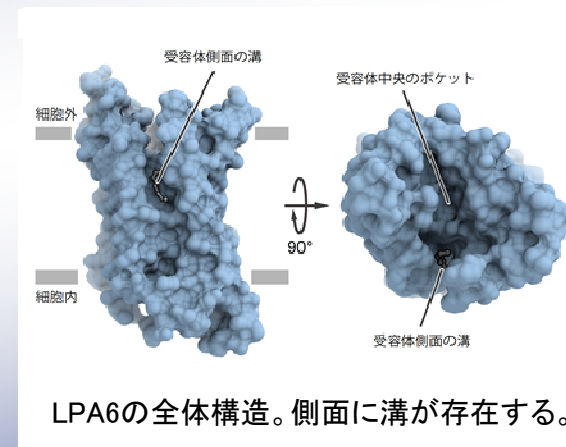 受容体側面の溝
受容体中央のポケット
細胞外
90°
細胞内
受容体側面の溝
LPA6の全体構造。側面に溝が存在する。